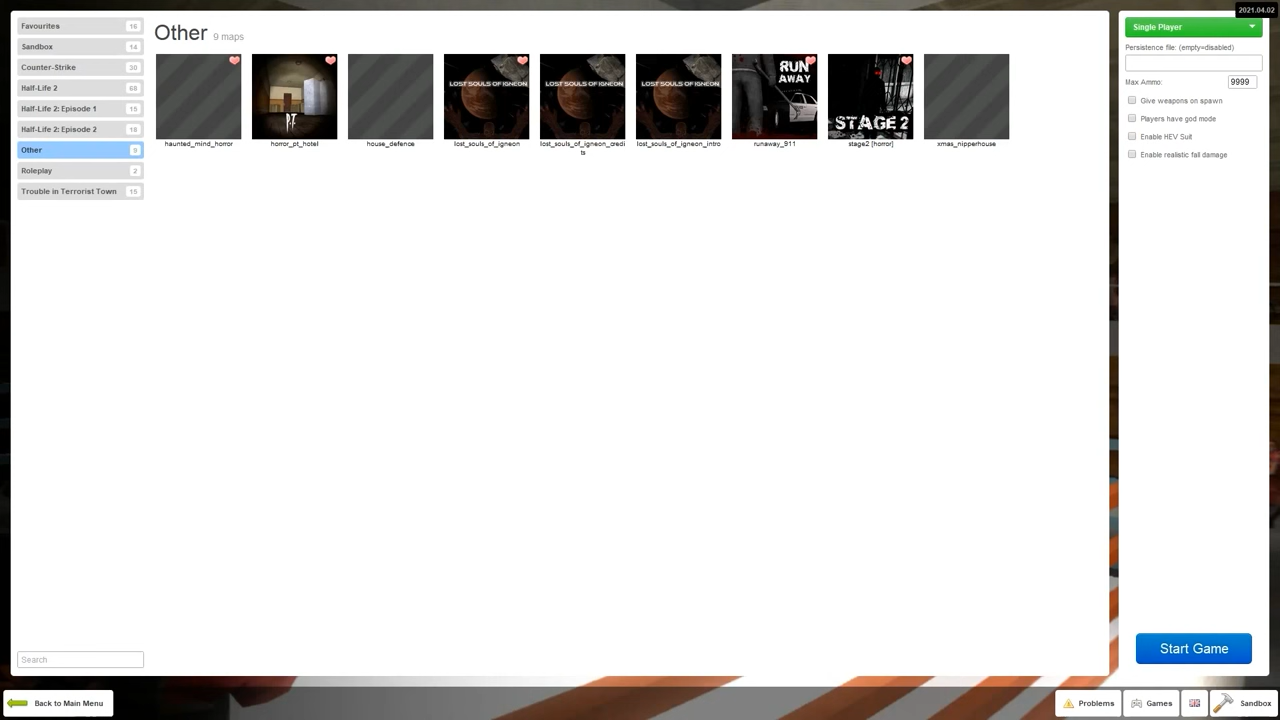 2021.04.02
Favourites 16
Sandbox 14
Counter-Strike 30
Half-Life 2 68
Half-Life 2: Episode 1 15
Half-Life 2: Episode 2 18
Other 9
Roleplay 2
Trouble in Terrorist Town 15
Search
Other 9 maps
LOST SOULS OF IGNEON
LOST SOULS OF IGNEON
LOST SOULS OF IGNEON
RUN
AWAY
P.T.
STAGE 2
haunted_mind_horror
horror_pt_hotel
house_defence
lost_souls_of_igneon
lost_souls_of_igneon_credi
ts
lost_souls_of_igneon_intro
runaway_911
stage2 [horror]
xmas_nipperhouse
Single Player
Persistence file: (empty=disabled)
Max Ammo: 9999
Give weapons on spawn
Players have god mode
Enable HEV Suit
Enable realistic fall damage
Start Game
Back to Main Menu
Problems
Games
Sandbox